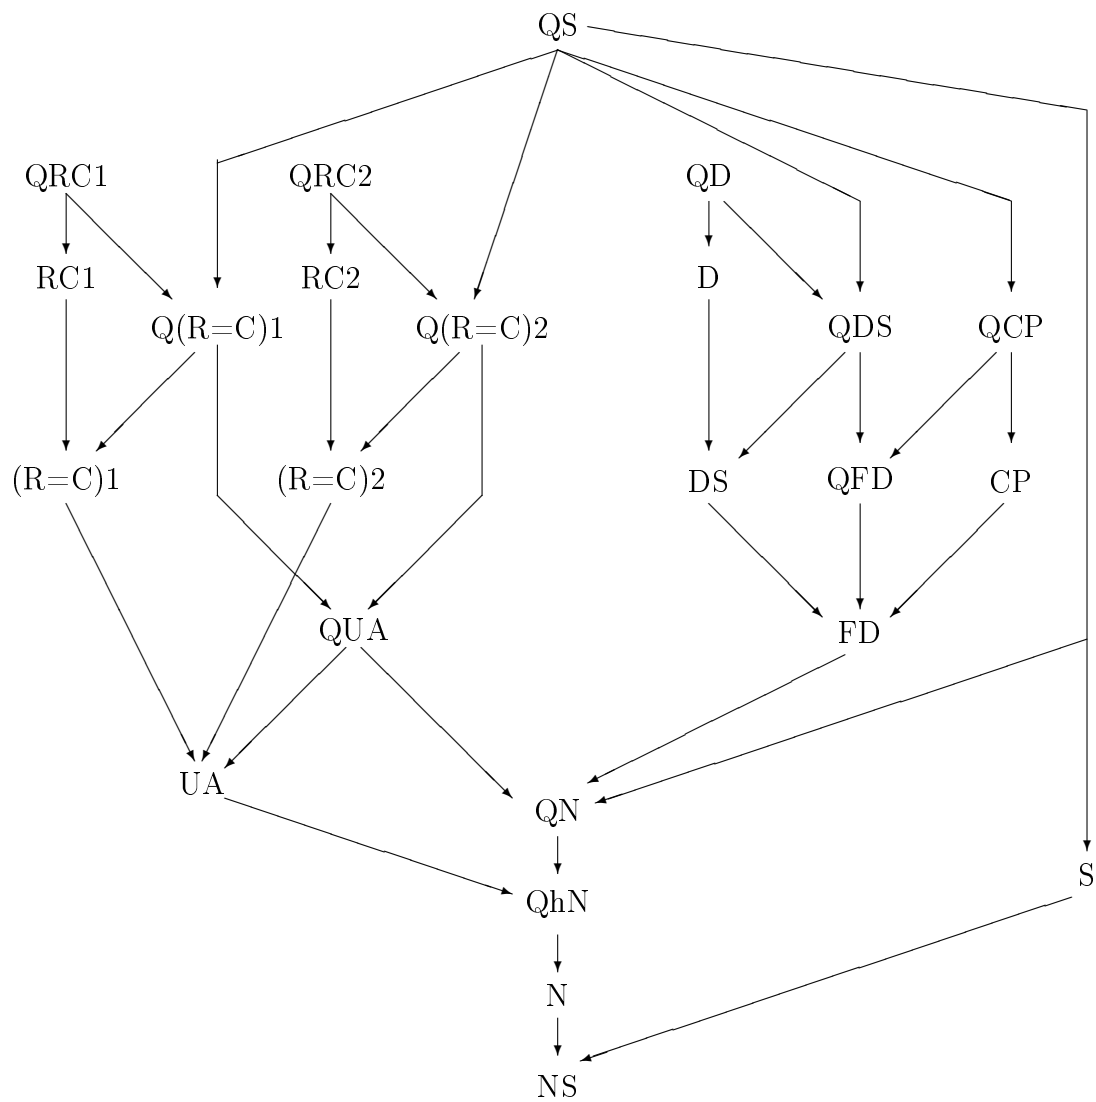 QS
QRC1 QRC2 QD
RC1 RC2 D
Q(R=C)1 Q(R=C)2 QDS QCP
(R=C)1 (R=C)2 DS QFD CP
QUA FD
UA
QN
S
QhN
N
NS